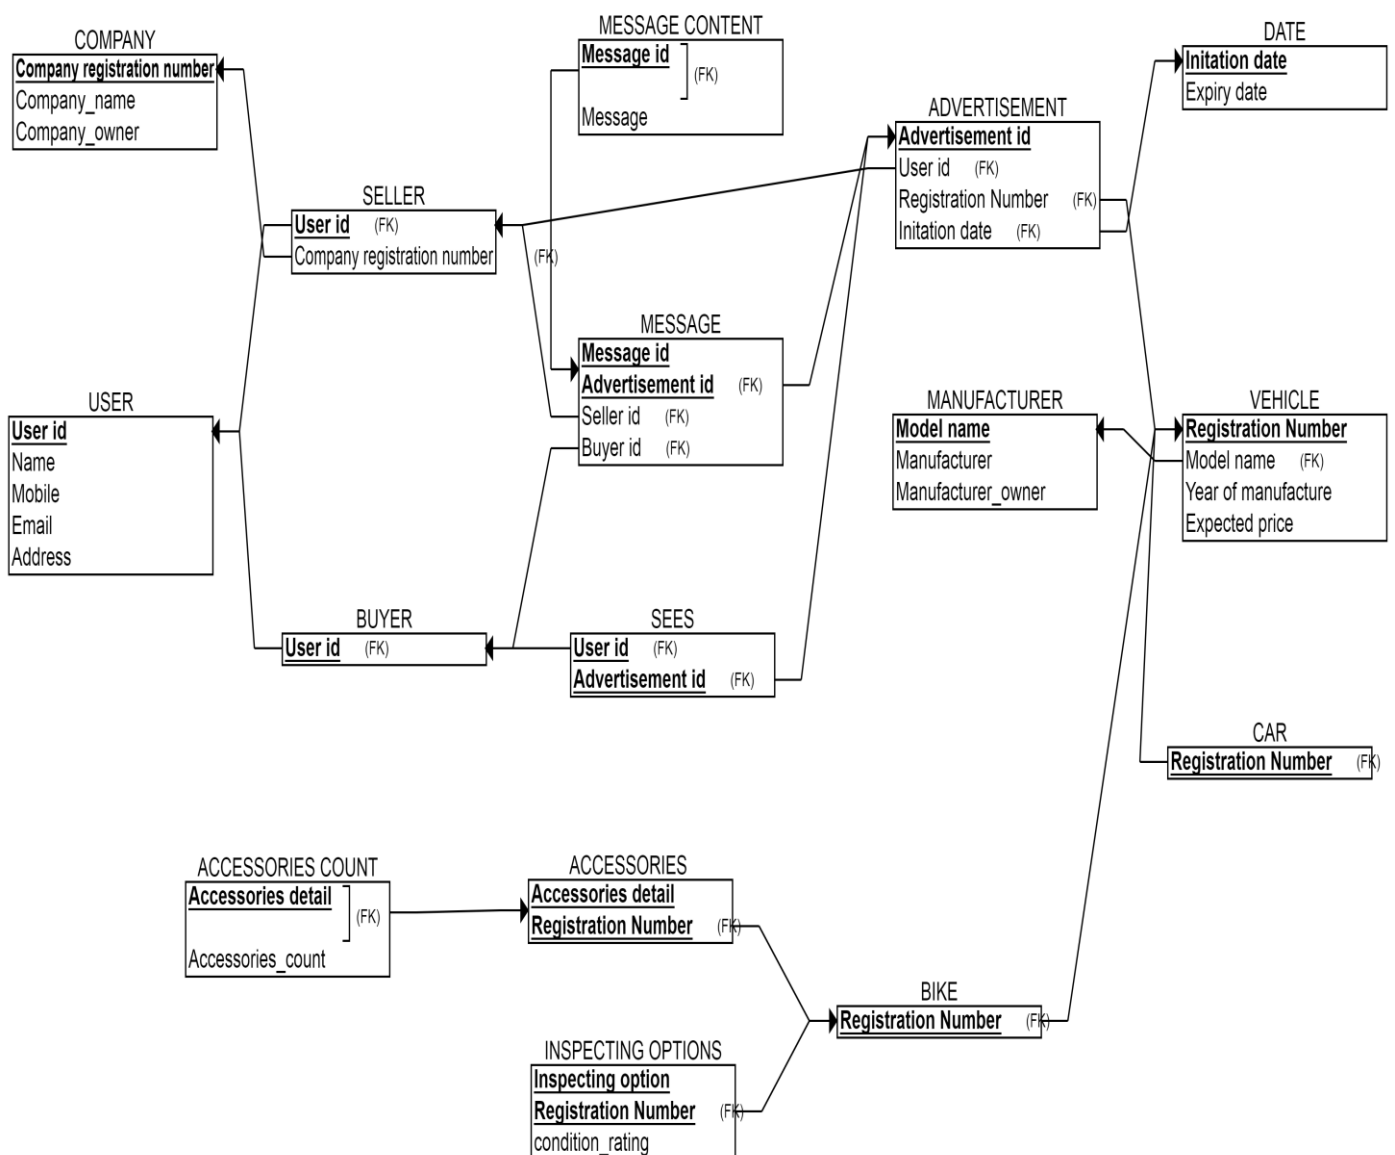 COMPANY
Company registration number
Company_name
Company_owner
MESSAGE CONTENT
Message id
(FK)
Message
DATE
Initation date
Expiry date
ADVERTISEMENT
Advertisement id
User id (FK)
Registration Number (FK)
Initation date (FK)
SELLER
User id (FK)
Company registration number (FK)
MESSAGE
Message id
Advertisement id (FK)
Seller id (FK)
Buyer id (FK)
USER
User id
Name
Mobile
Email
Address
MANUFACTURER
Model name
Manufacturer
Manufacturer_owner
VEHICLE
Registration Number
Model name (FK)
Year of manufacture
Expected price
BUYER
User id (FK)
SEES
User id (FK)
Advertisement id (FK)
CAR
Registration Number (FK)
ACCESSORIES COUNT
Accessories detail
(FK)
Accessories_count
ACCESSORIES
Accessories detail
Registration Number (FK)
BIKE
Registration Number (FK)
INSPECTING OPTIONS
Inspecting option
Registration Number (FK)
condition_rating